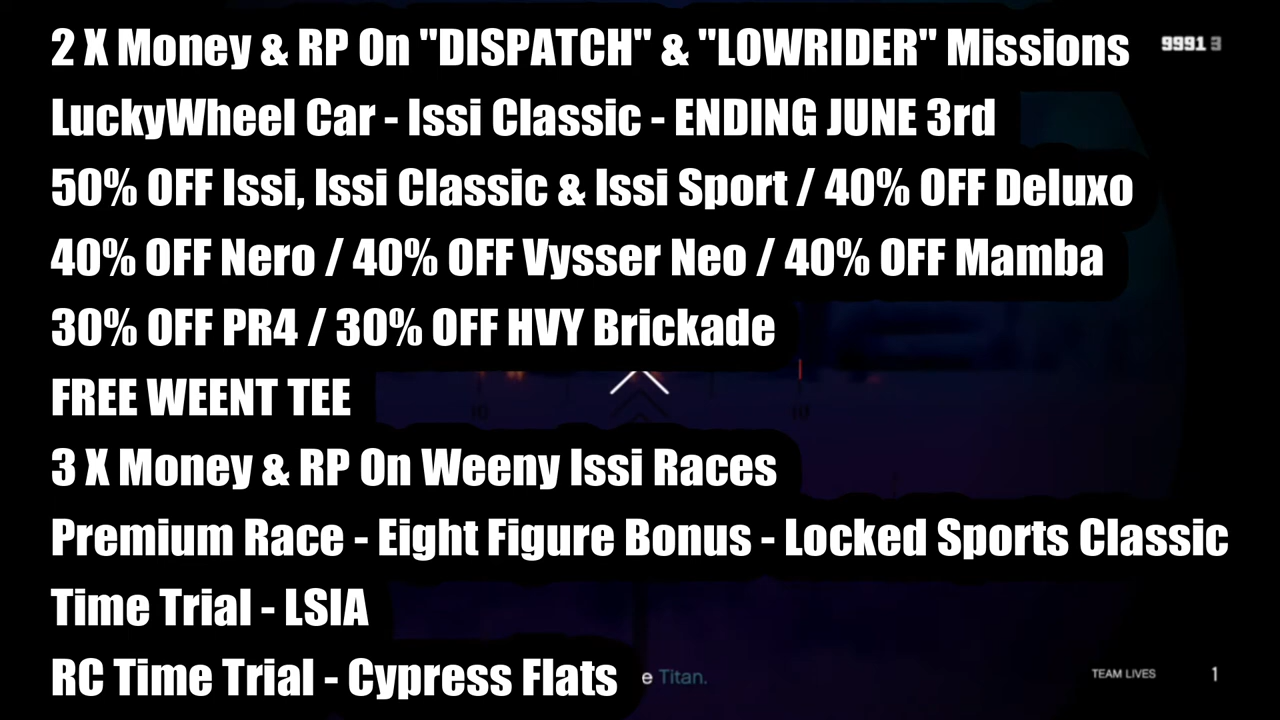 2 X Money & RP On "DISPATCH" & "LOWRIDER" Missions
9991 3
LuckyWheel Car - Issi Classic - ENDING JUNE 3rd
50% OFF Issi, Issi Classic & Issi Sport / 40% OFF Deluxo
40% OFF Nero / 40% OFF Vysser Neo / 40% OFF Mamba
30% OFF PR4 / 30% OFF HVY Brickade
FREE WEENT TEE
3 X Money & RP On Weeny Issi Races
Premium Race - Eight Figure Bonus - Locked Sports Classic
Time Trial - LSIA
RC Time Trial - Cypress Flats
e Titan.
TEAM LIVES 1